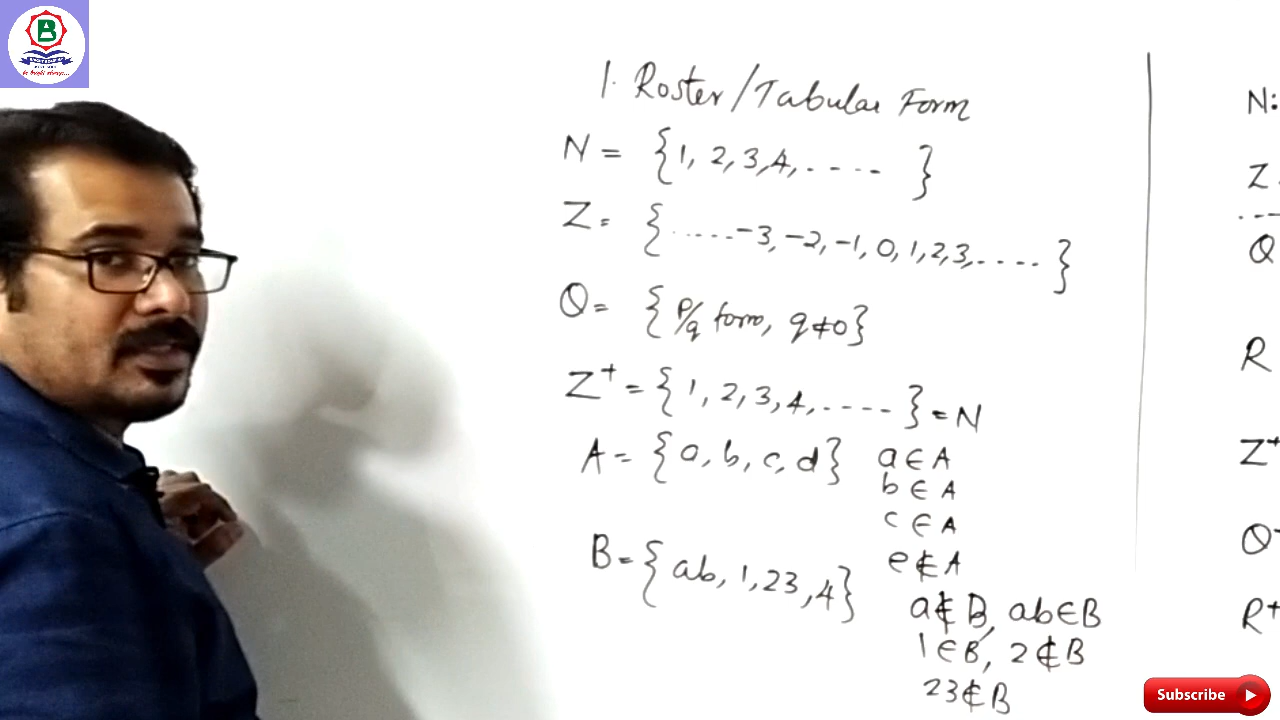 B
1. Roster/Tabular Form
N = {1, 2, 3, 4, ..... }
Z = {......-3, -2, -1, 0, 1, 2, 3, ..... }
Q = {p/q form, q≠0}
Z⁺ = {1, 2, 3, 4, ..... } = N
A = {a, b, c, d} a ∈ A
b ∈ A
c ∈ A
e ∉ A
B = {ab, 1, 23, 4}
a ∉ B, ab ∈ B
1 ∈ B, 2 ∉ B
23 ∉ B
N:
Z
Q
R
Z⁺
Q
R⁺
Subscribe